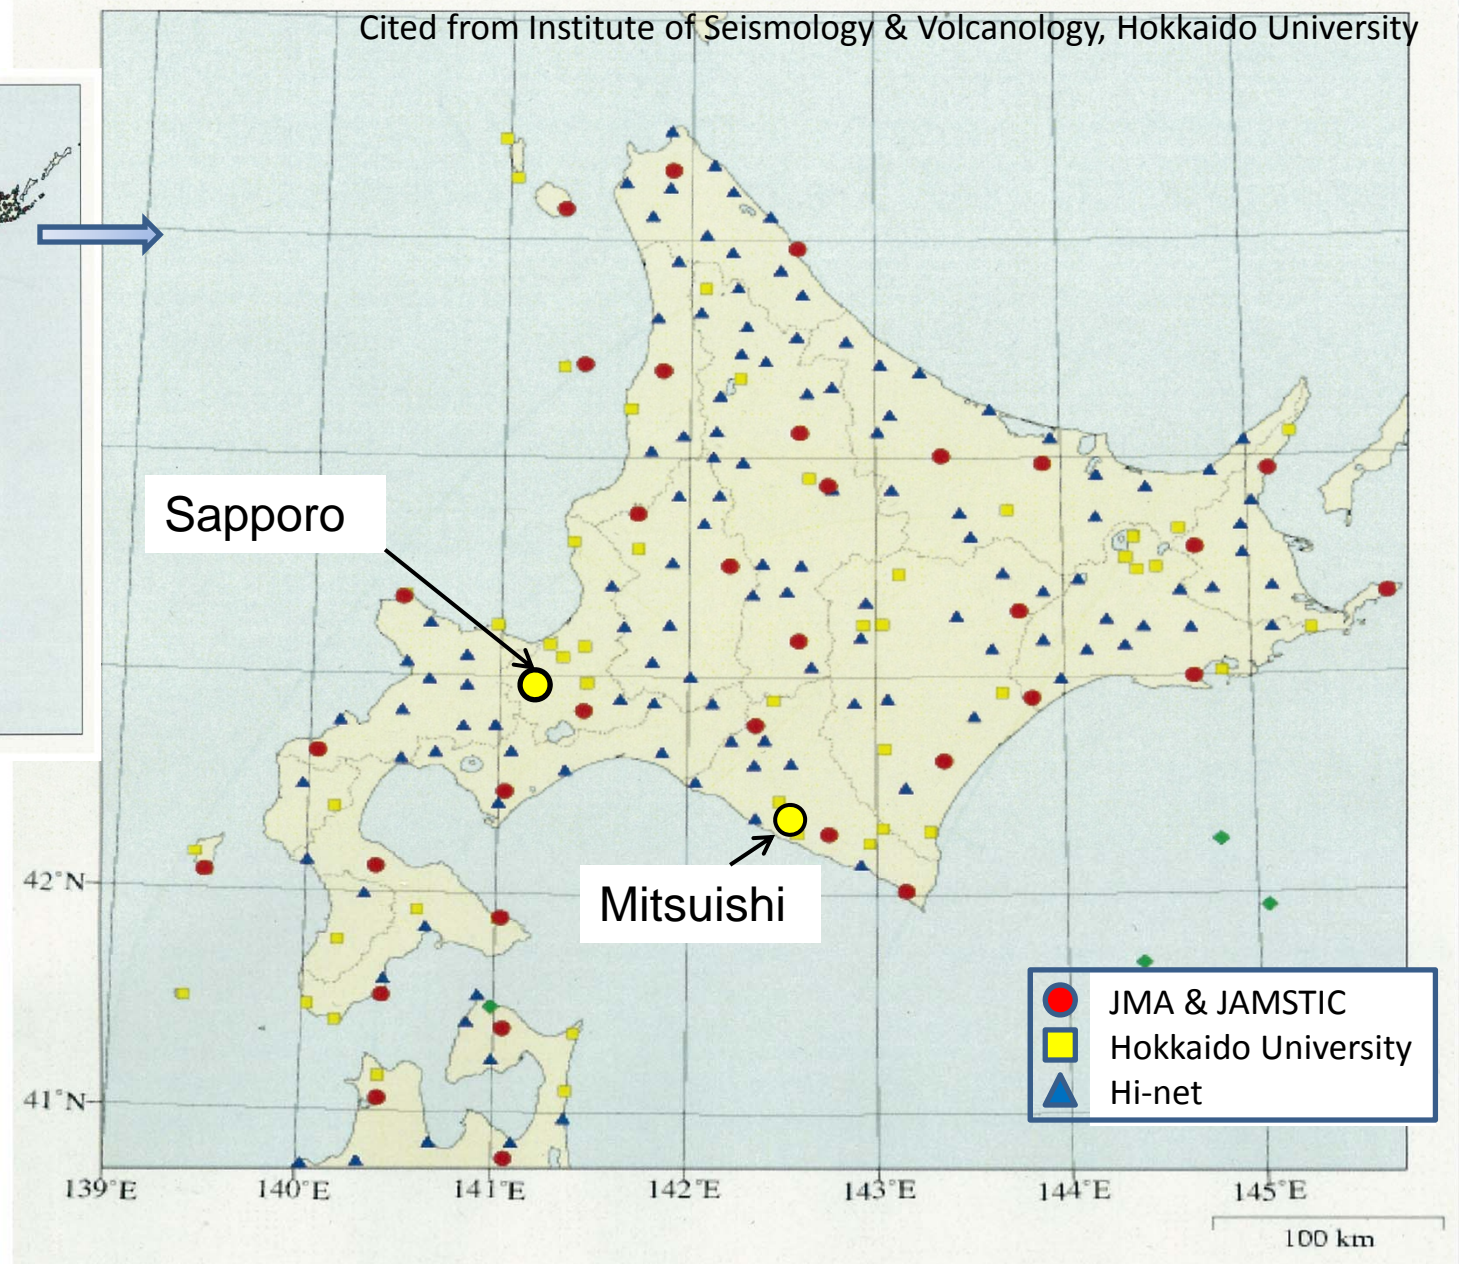 Cited from Institute of Seismology & Volcanology, Hokkaido University
Sapporo
Mitsuishi
42°N
41°N
JMA & JAMSTIC
Hokkaido University
Hi-net
139°E 140°E 141°E 142°E 143°E 144°E 145°E
100 km